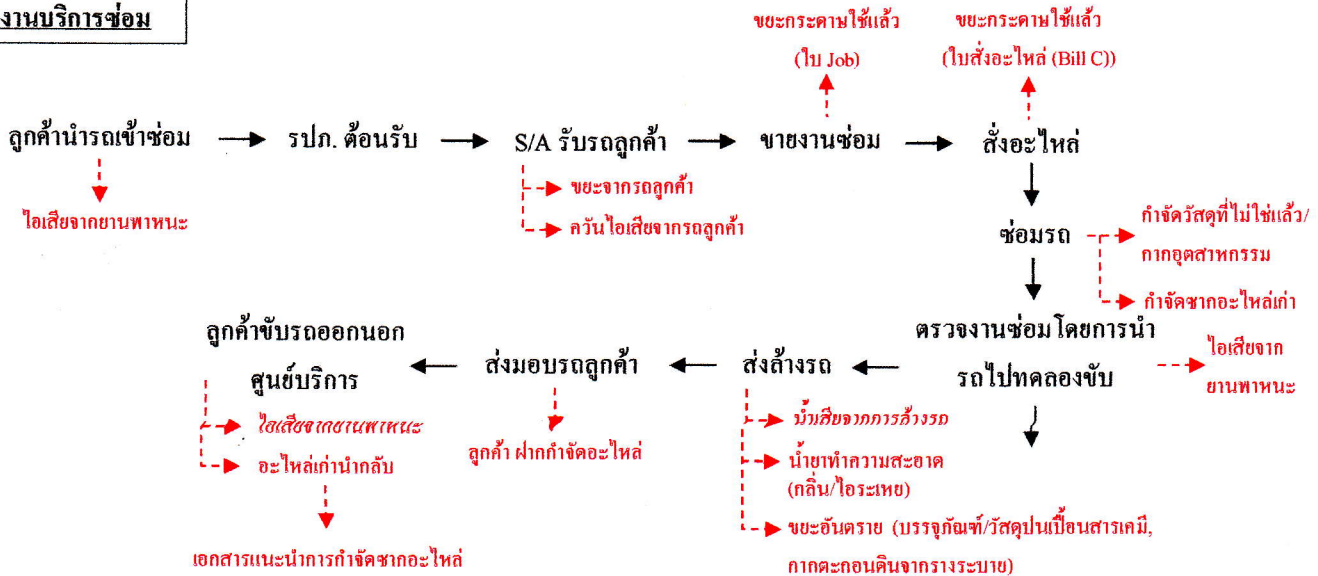 งานบริการซ่อม
ขยะกระดาษใช้แล้ว
(ใบ Job)
ขยะกระดาษใช้แล้ว
(ใบสั่งอะไหล่ (Bill C))
ลูกค้านำรถเข้าซ่อม
รปภ. ต้อนรับ
S/A รับรถลูกค้า
ขายงานซ่อม
สั่งอะไหล่
ไอเสียจากยานพาหนะ
ขยะจากรถลูกค้า
ควันไอเสียจากรถลูกค้า
ซ่อมรถ
กำจัดวัสดุที่ไม่ใช่แล้ว/
กากอุตสาหกรรม
กำจัดซากอะไหล่เก่า
ตรวจงานซ่อมโดยการนำ
รถไปทดลองขับ
ไอเสียจาก
ยานพาหนะ
ส่งล้างรถ
น้ำเสียจากการล้างรถ
น้ำยาทำความสะอาด
(กลิ่น/ไอระเหย)
ขยะอันตราย (บรรจุภัณฑ์/วัสดุปนเปื้อนสารเคมี,
กากตะกอนดินจากรางระบาย)
ส่งมอบรถลูกค้า
ลูกค้า ฝากกำจัดอะไหล่
ลูกค้าขับรถออกนอก
ศูนย์บริการ
ไอเสียจากยานพาหนะ
อะไหล่เก่านำกลับ
เอกสารแนะนำการกำจัดซากอะไหล่